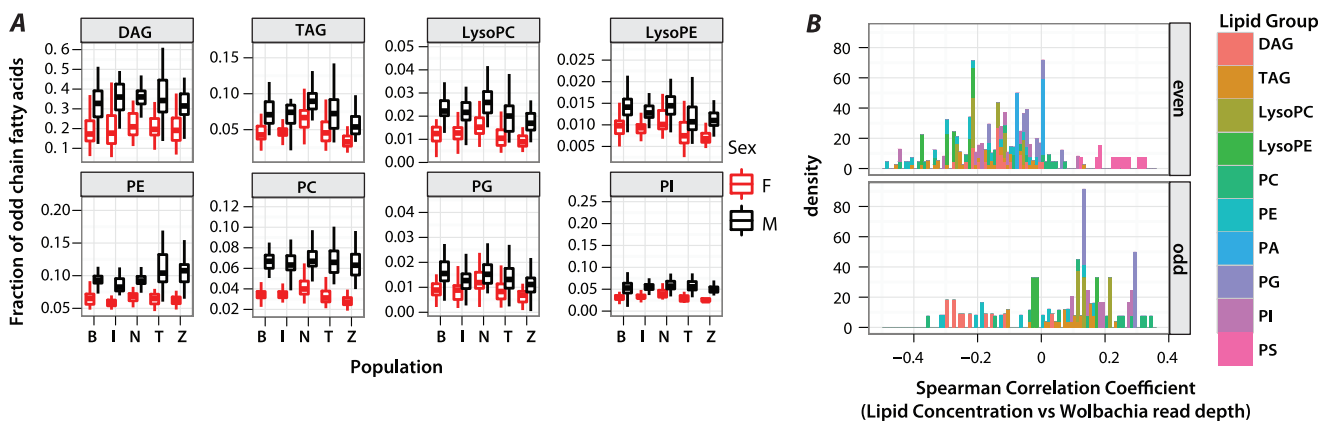 A
Fraction of odd chain fatty acids
DAG
0.6
0.5
0.4
0.3
0.2
0.1
TAG
0.15
0.10
0.05
LysoPC
0.05
0.04
0.03
0.02
0.01
0.00
LysoPE
0.025
0.020
0.015
0.010
0.005
0.000
PE
0.20
0.15
0.10
0.05
PC
0.12
0.10
0.08
0.06
0.04
0.02
PG
0.04
0.03
0.02
0.01
0.00
PI
0.25
0.20
0.15
0.10
0.05
0.00
B I N T Z
B I N T Z
B I N T Z
B I N T Z
Population
Sex
F
M
B
density
80
60
40
20
0
even
80
60
40
20
0
odd
−0.4 −0.2 0 0.2 0.4
Spearman Correlation Coefficient
(Lipid Concentration vs Wolbachia read depth)
Lipid Group
DAG
TAG
LysoPC
LysoPE
PC
PE
PA
PG
PI
PS